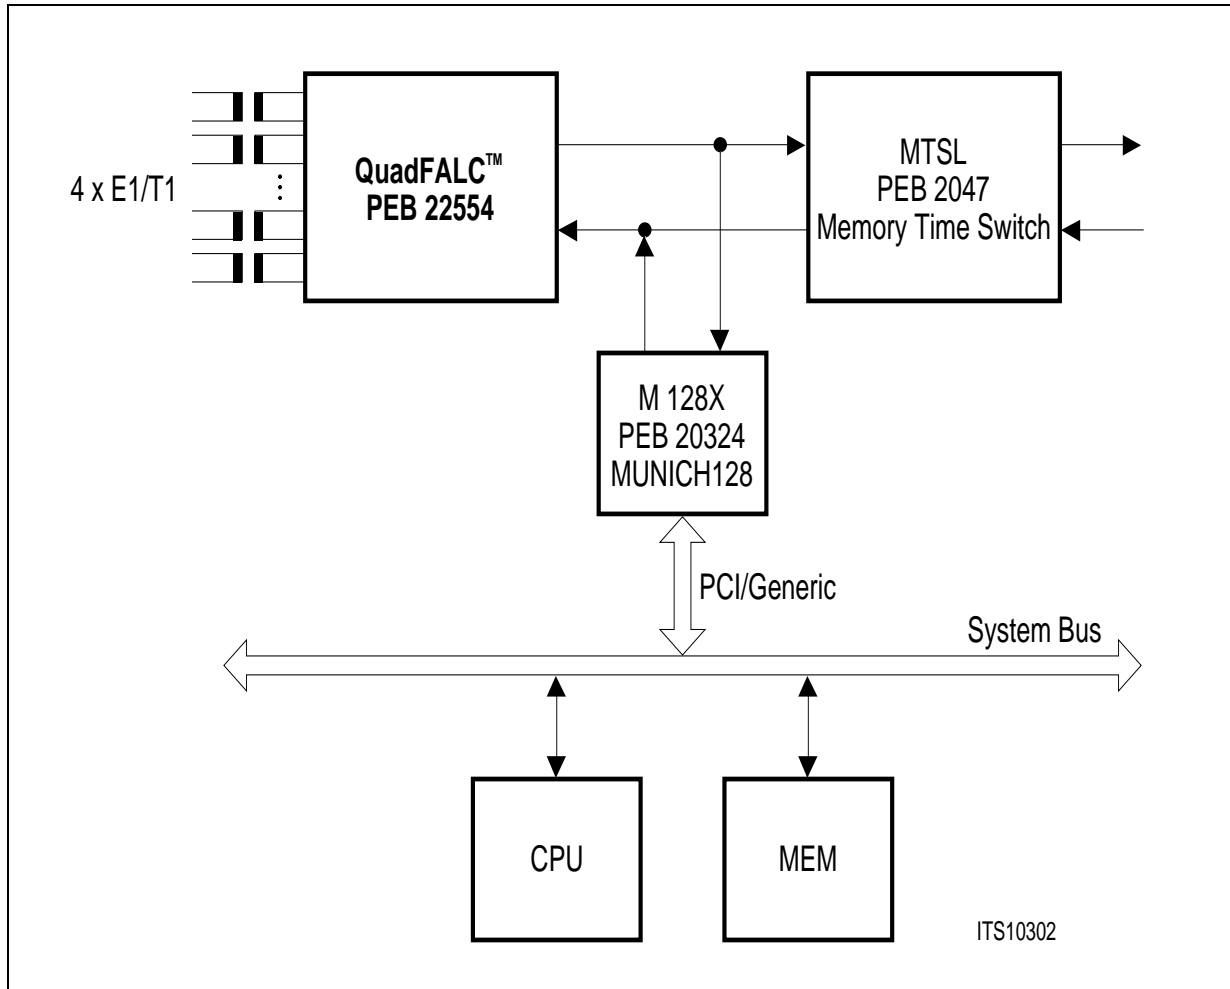 4 x E1/T1
QuadFALC™
PEB 22554
MTSL
PEB 2047
Memory Time Switch
M 128X
PEB 20324
MUNICH128
PCI/Generic
System Bus
CPU
MEM
ITS10302